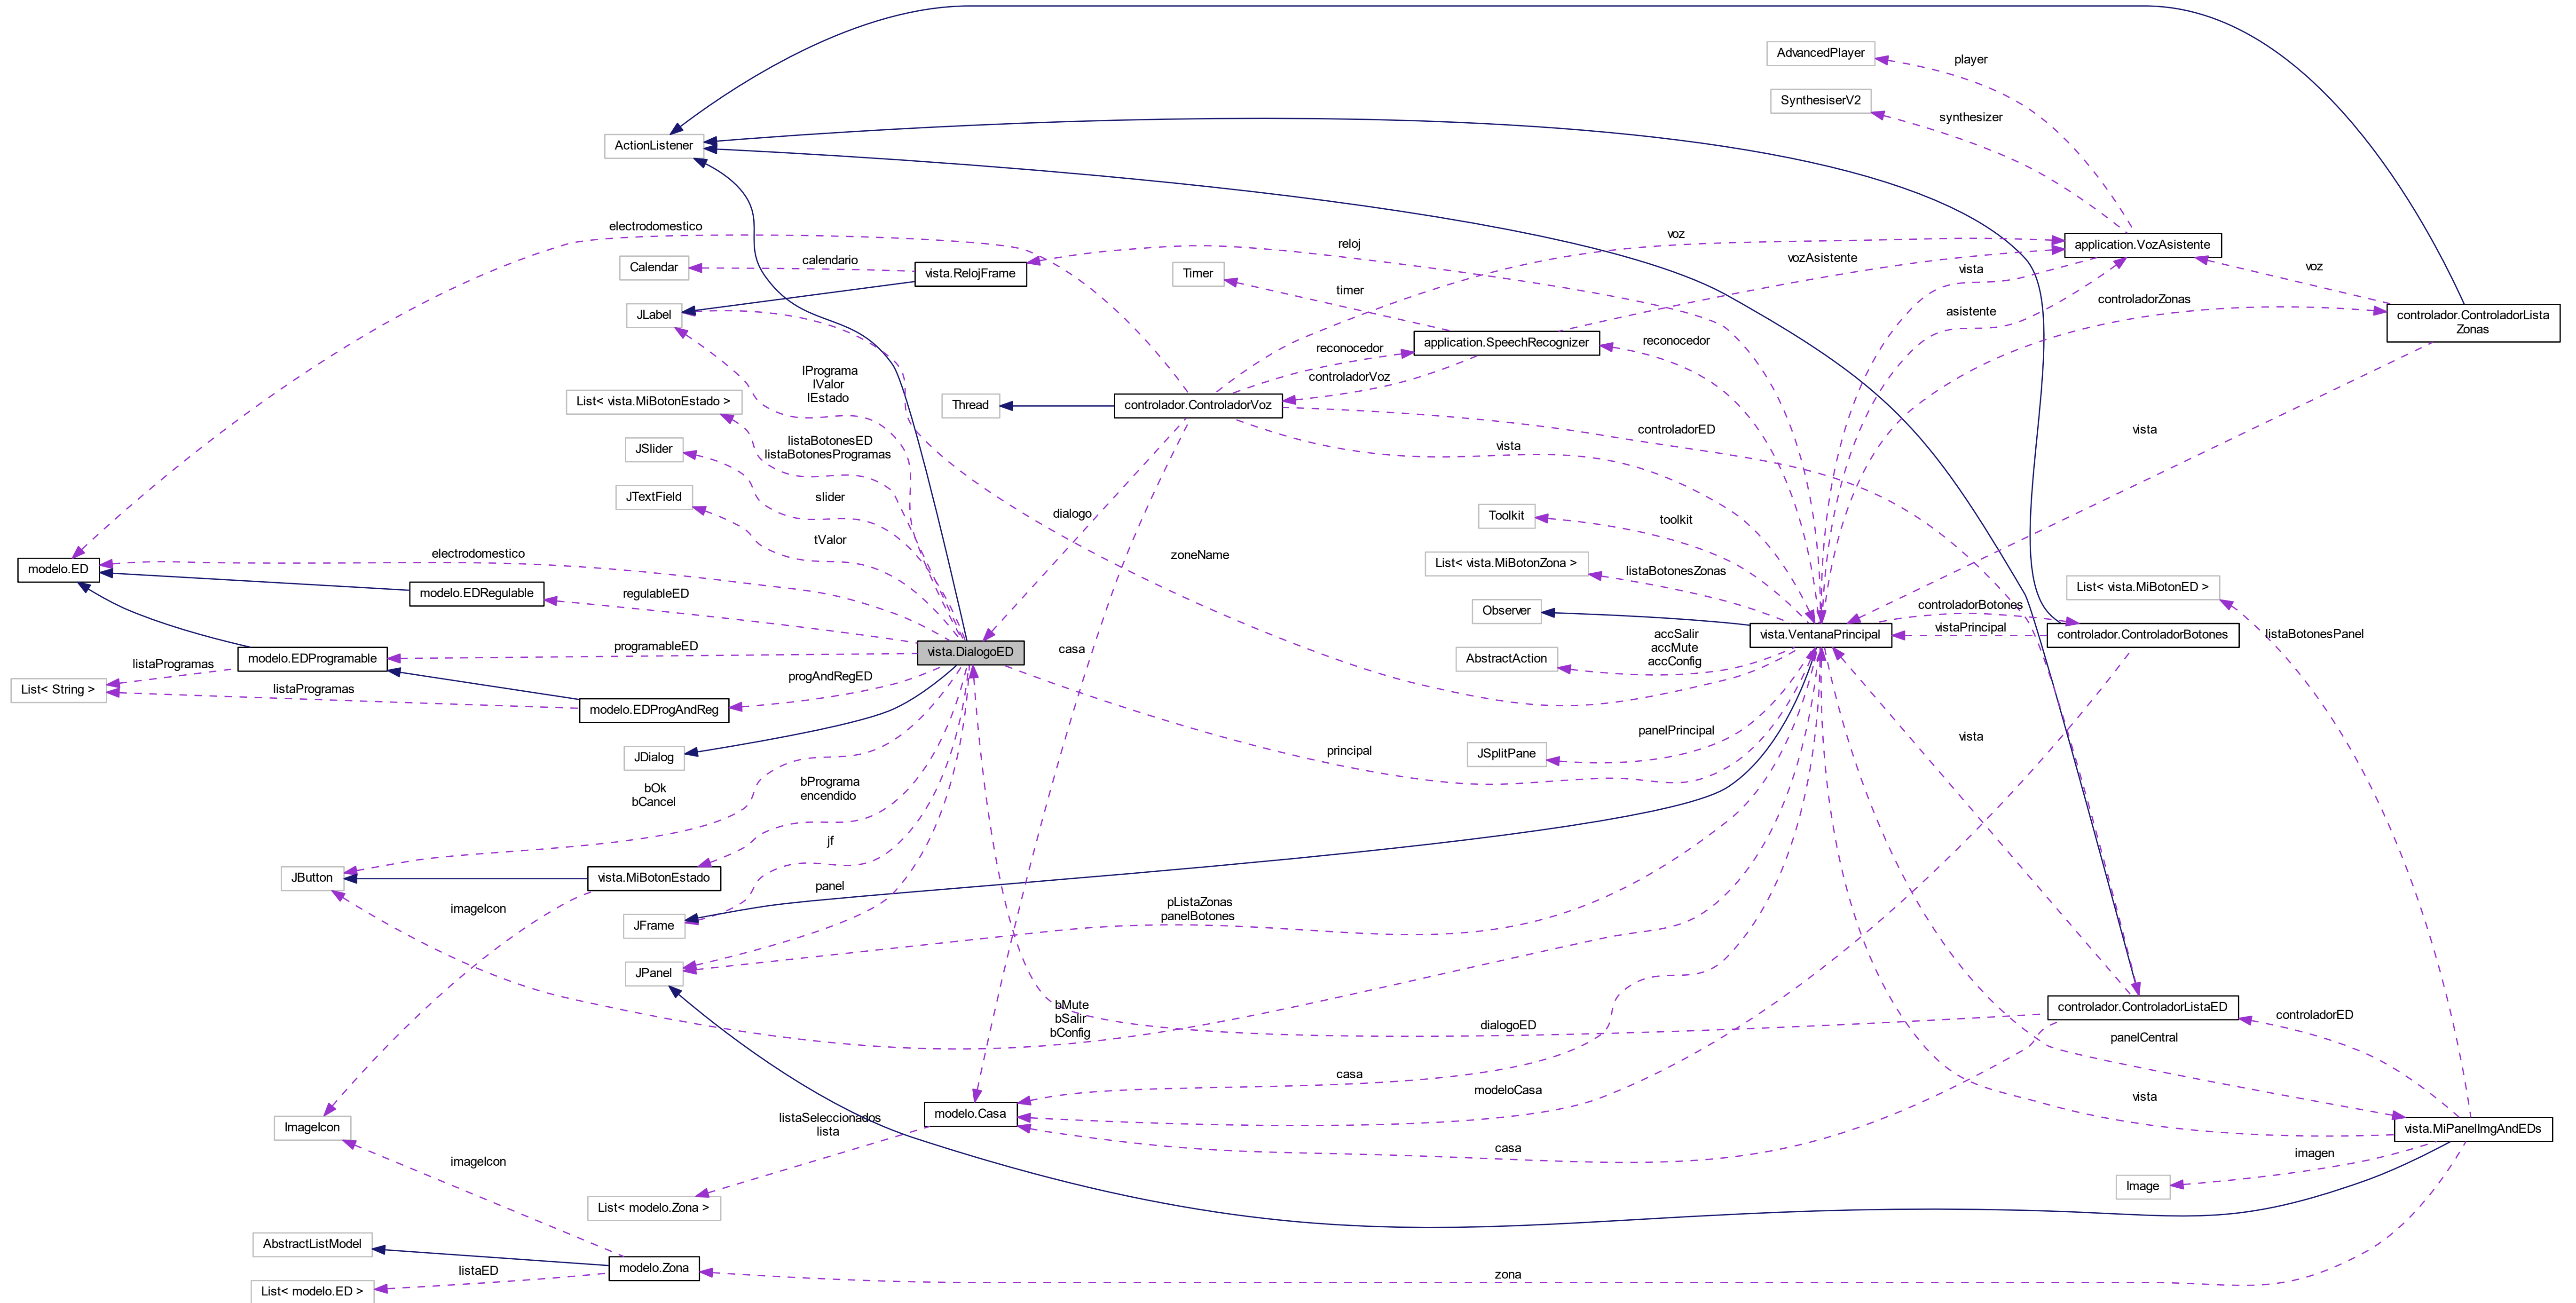 AdvancedPlayer
player
SynthesiserV2
synthesizer
ActionListener
electrodomestico
reloj
voz
application.VozAsistente
Calendar
calendario
vista.RelojFrame
Timer
vozAsistente
vista
voz
timer
controladorZonas
JLabel
asistente
controlador.ControladorLista
Zonas
reconocedor
application.SpeechRecognizer
reconocedor
controladorVoz
lPrograma
lValor
lEstado
List< vista.MiBotonEstado >
Thread
controlador.ControladorVoz
controladorED
vista
listaBotonesED
listaBotonesProgramas
JSlider
vista
slider
JTextField
dialogo
Toolkit
toolkit
tValor
electrodomestico
zoneName
modelo.ED
List< vista.MiBotonZona >
listaBotonesZonas
List< vista.MiBotonED >
modelo.EDRegulable
regulableED
Observer
controladorBotones
vistaPrincipal
vista.VentanaPrincipal
controlador.ControladorBotones
listaBotonesPanel
accSalir
accMute
accConfig
AbstractAction
programableED
vista.DialogoED
casa
modelo.EDProgramable
listaProgramas
List< String >
listaProgramas
progAndRegED
modelo.EDProgAndReg
panelPrincipal
vista
JDialog
principal
JSplitPane
bOk
bCancel
bPrograma
encendido
jf
JButton
vista.MiBotonEstado
panel
imageIcon
pListaZonas
panelBotones
JFrame
JPanel
bMute
bSalir
bConfig
dialogoED
controlador.ControladorListaED
controladorED
panelCentral
casa
modeloCasa
vista
modelo.Casa
listaSeleccionados
lista
ImageIcon
vista.MiPanelImgAndEDs
casa
imagen
imageIcon
Image
List< modelo.Zona >
AbstractListModel
listaED
modelo.Zona
zona
List< modelo.ED >